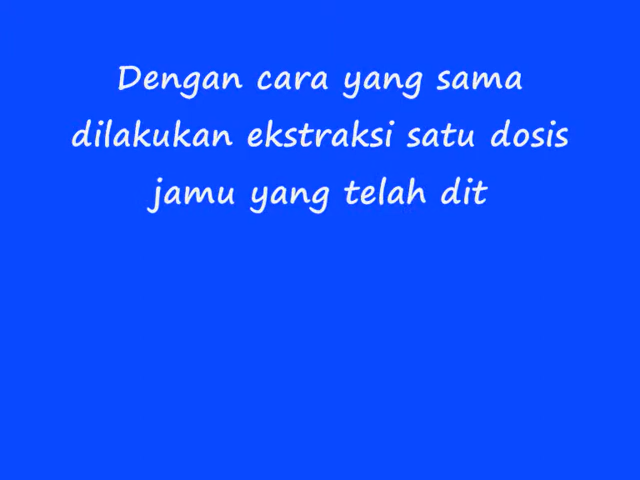 Dengan cara yang sama
dilakukan ekstraksi satu dosis
jamu yang telah dit